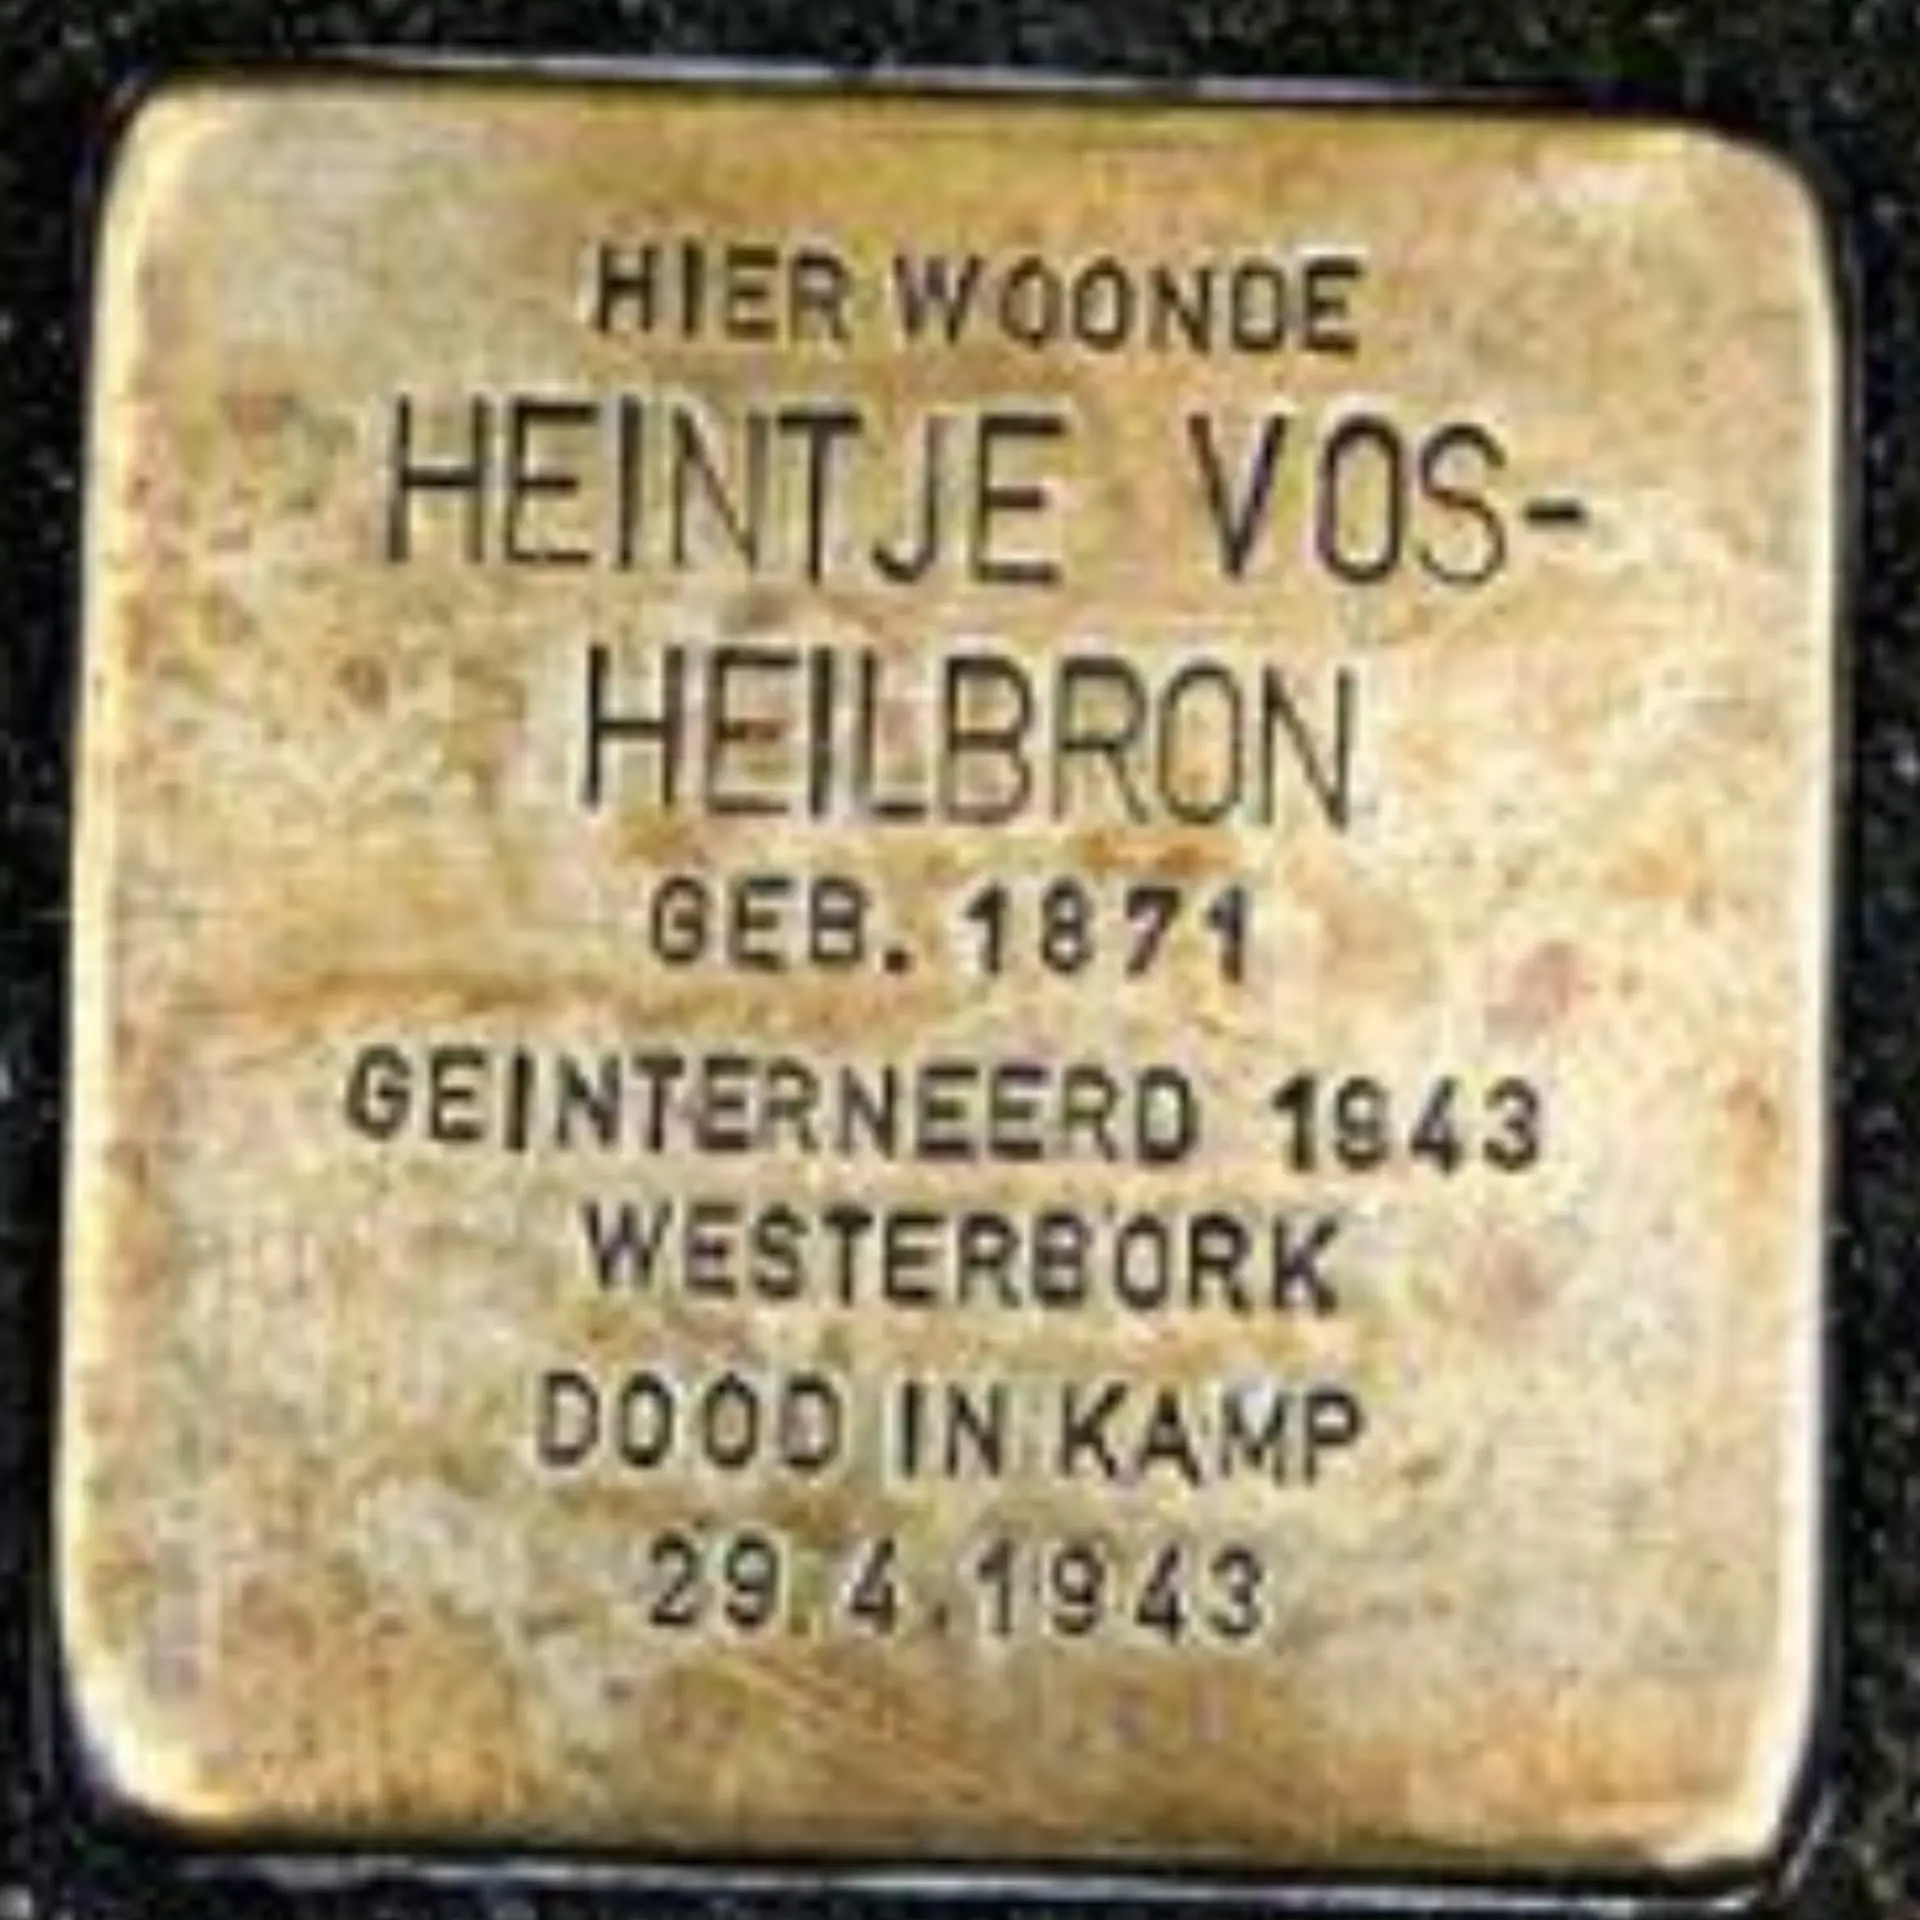 HIER WOONDE
HEINTJE VOS-
HEILBRON
GEB. 1871
GEINTERNEERD 1943
WESTERBORK
DOOD IN KAMP
29.4.1943